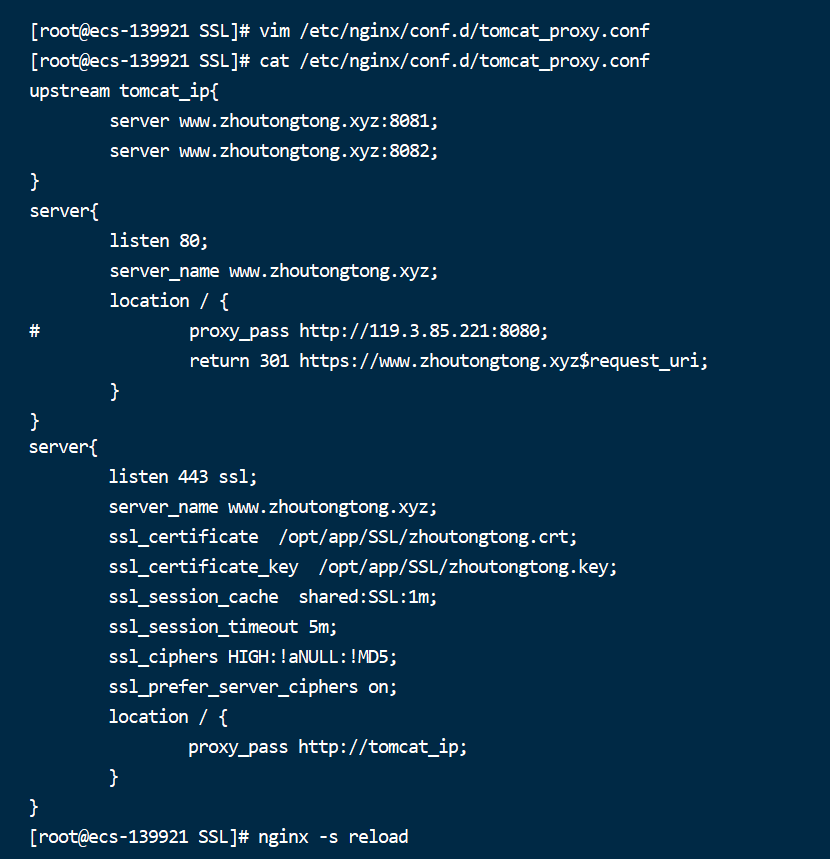 [root@ecs-139921 SSL]# vim /etc/nginx/conf.d/tomcat_proxy.conf
[root@ecs-139921 SSL]# cat /etc/nginx/conf.d/tomcat_proxy.conf
upstream tomcat_ip{
        server www.zhoutongtong.xyz:8081;
        server www.zhoutongtong.xyz:8082;
}
server{
        listen 80;
        server_name www.zhoutongtong.xyz;
        location / {
#               proxy_pass http://119.3.85.221:8080;
                return 301 https://www.zhoutongtong.xyz$request_uri;
        }
}
server{
        listen 443 ssl;
        server_name www.zhoutongtong.xyz;
        ssl_certificate  /opt/app/SSL/zhoutongtong.crt;
        ssl_certificate_key  /opt/app/SSL/zhoutongtong.key;
        ssl_session_cache  shared:SSL:1m;
        ssl_session_timeout 5m;
        ssl_ciphers HIGH:!aNULL:!MD5;
        ssl_prefer_server_ciphers on;
        location / {
                proxy_pass http://tomcat_ip;
        }
}
[root@ecs-139921 SSL]# nginx -s reload